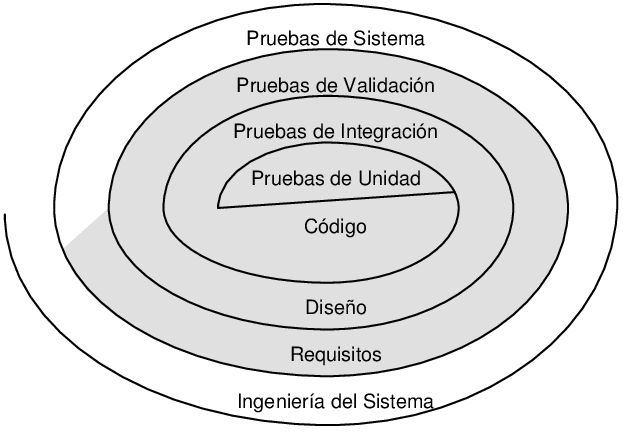 Pruebas de Sistema
Pruebas de Validación
Pruebas de Integración
Pruebas de Unidad
Código
Diseño
Requisitos
Ingeniería del Sistema